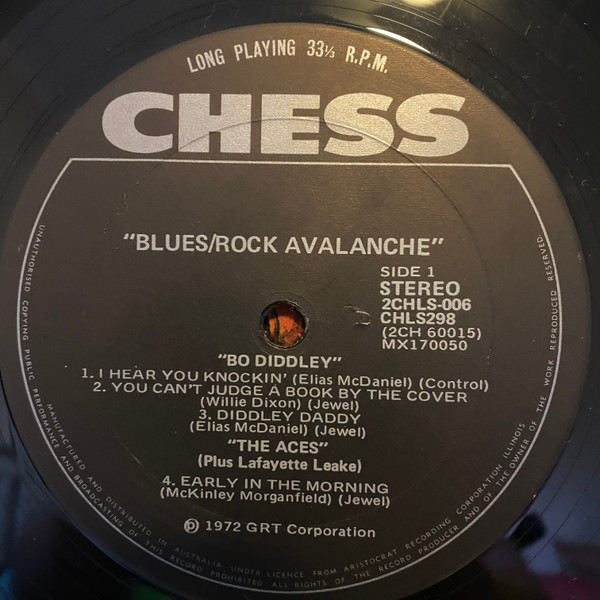 LONG PLAYING 33⅓ R.P.M.
CHESS
"BLUES/ROCK AVALANCHE"
SIDE 1
STEREO
2CHLS-006
CHLS298
(2CH 60015)
MX170050
"BO DIDDLEY"
1. I HEAR YOU KNOCKIN' (Elias McDaniel) (Control)
2. YOU CAN'T JUDGE A BOOK BY THE COVER
(Willie Dixon) (Jewel)
3. DIDDLEY DADDY
(Elias McDaniel) (Jewel)
"THE ACES"
(Plus Lafayette Leake)
4. EARLY IN THE MORNING
(McKinley Morganfield) (Jewel)
℗ 1972 GRT Corporation
MANUFACTURED AND DISTRIBUTED IN AUSTRALIA UNDER LICENCE FROM ARISTOCRAT RECORDING CORPORATION ILLINOIS
UNAUTHORISED COPYING PUBLIC PERFORMANCE AND BROADCASTING OF THIS RECORD PROHIBITED ALL RIGHTS OF THE RECORD PRODUCER AND OF THE OWNER OF THE WORK REPRODUCED RESERVED